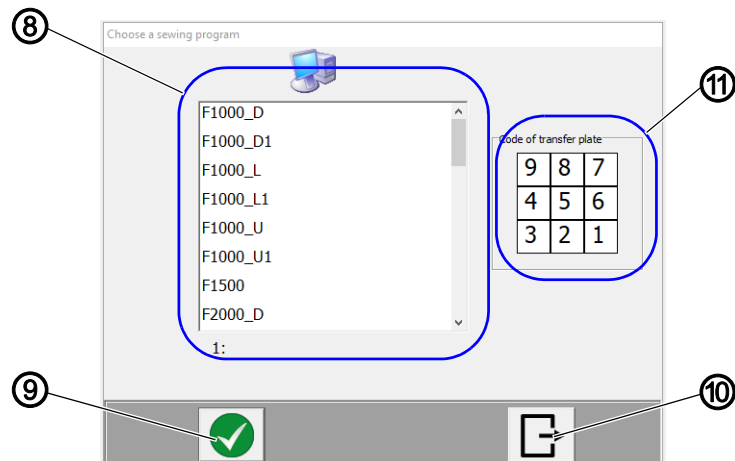 ⑧
Choose a sewing program
⑪
F1000_D
F1000_D1
F1000_L
F1000_L1
F1000_U
F1000_U1
F1500
F2000_D
1:
Code of transfer plate
9 8 7
4 5 6
3 2 1
⑨
⑩